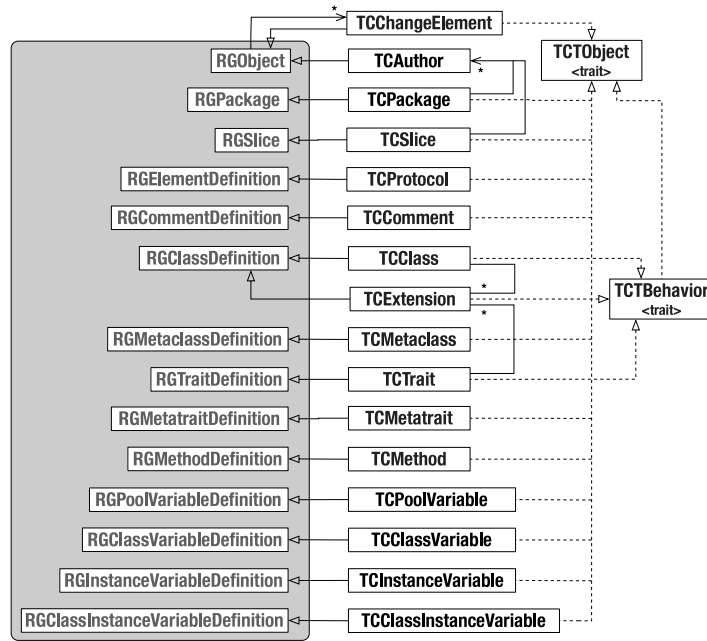 * TCChangeElement
TCTObject
<trait>
RGObject TCAuthor
*
RGPackage TCPackage
RGSlice TCSlice
RGElementDefinition TCProtocol
RGCommentDefinition TCComment
RGClassDefinition TCClass
TCExtension *
*
TCTBehavior
<trait>
RGMetaclassDefinition TCMetaclass
RGTraitDefinition TCTrait
RGMetatraitDefinition TCMetatrait
RGMethodDefinition TCMethod
RGPoolVariableDefinition TCPoolVariable
RGClassVariableDefinition TCClassVariable
RGInstanceVariableDefinition TCInstanceVariable
RGClassInstanceVariableDefinition TCClassInstanceVariable